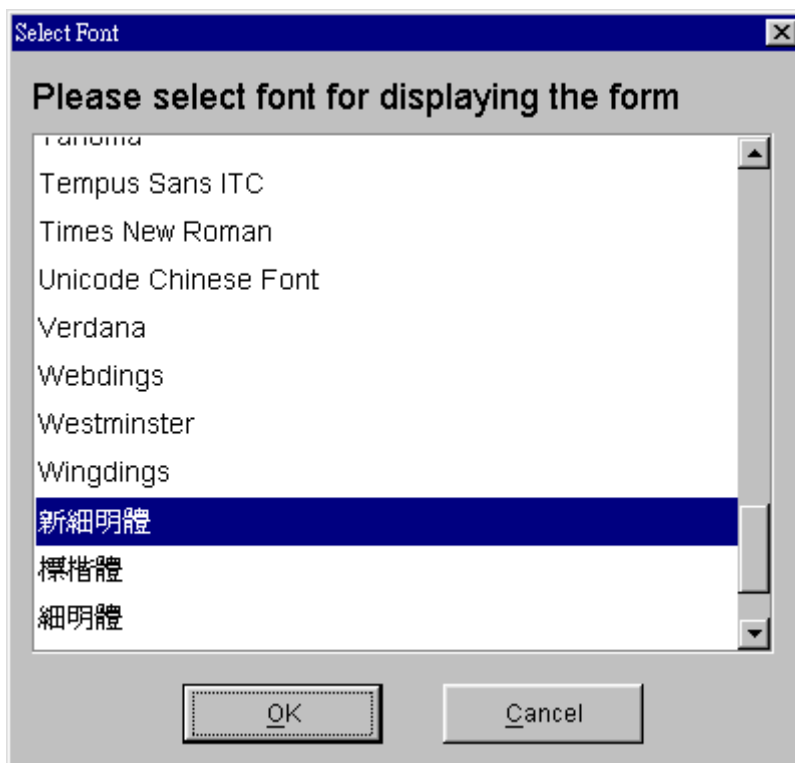 Select Font
Please select font for displaying the form
Tahoma
Tempus Sans ITC
Times New Roman
Unicode Chinese Font
Verdana
Webdings
Westminster
Wingdings
新細明體
標楷體
細明體
OK
Cancel